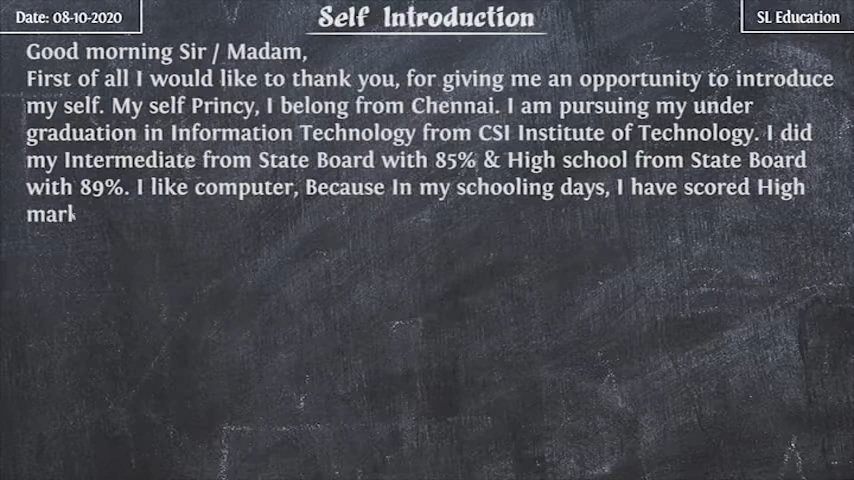 Date: 08-10-2020
Self Introduction
SL Education
Good morning Sir / Madam,
First of all I would like to thank you, for giving me an opportunity to introduce
my self. My self Princy, I belong from Chennai. I am pursuing my under
graduation in Information Technology from CSI Institute of Technology. I did
my Intermediate from State Board with 85% & High school from State Board
with 89%. I like computer, Because In my schooling days, I have scored High
mark